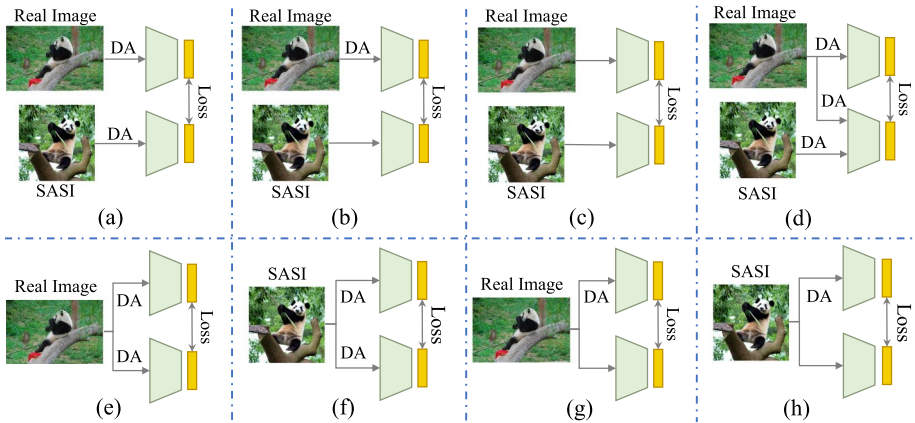 Real Image
DA
Loss
DA
SASI
(a)
Real Image
DA
Loss
SASI
(b)
Real Image
Loss
SASI
(c)
Real Image
DA
DA
Loss
DA
SASI
(d)
Real Image
DA
Loss
DA
(e)
SASI
DA
Loss
DA
(f)
Real Image
DA
Loss
(g)
SASI
DA
Loss
(h)